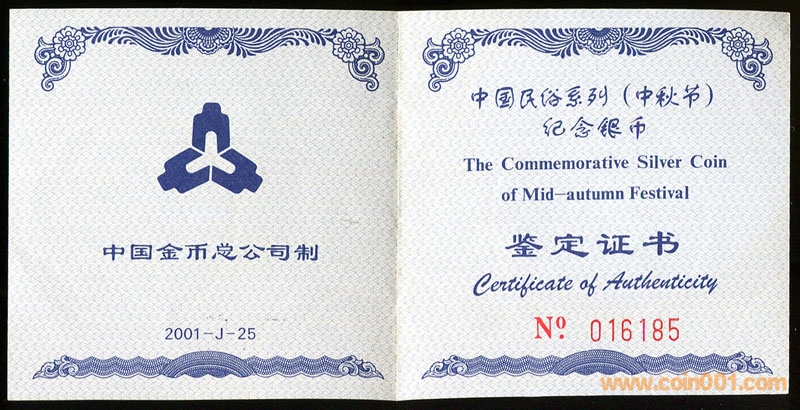 中国金币总公司制
2001-J-25
中国民俗系列（中秋节）
纪念银币
The Commemorative Silver Coin
of Mid-autumn Festival
鉴定证书
Certificate of Authenticity
Nº 016185
www.coin001.com